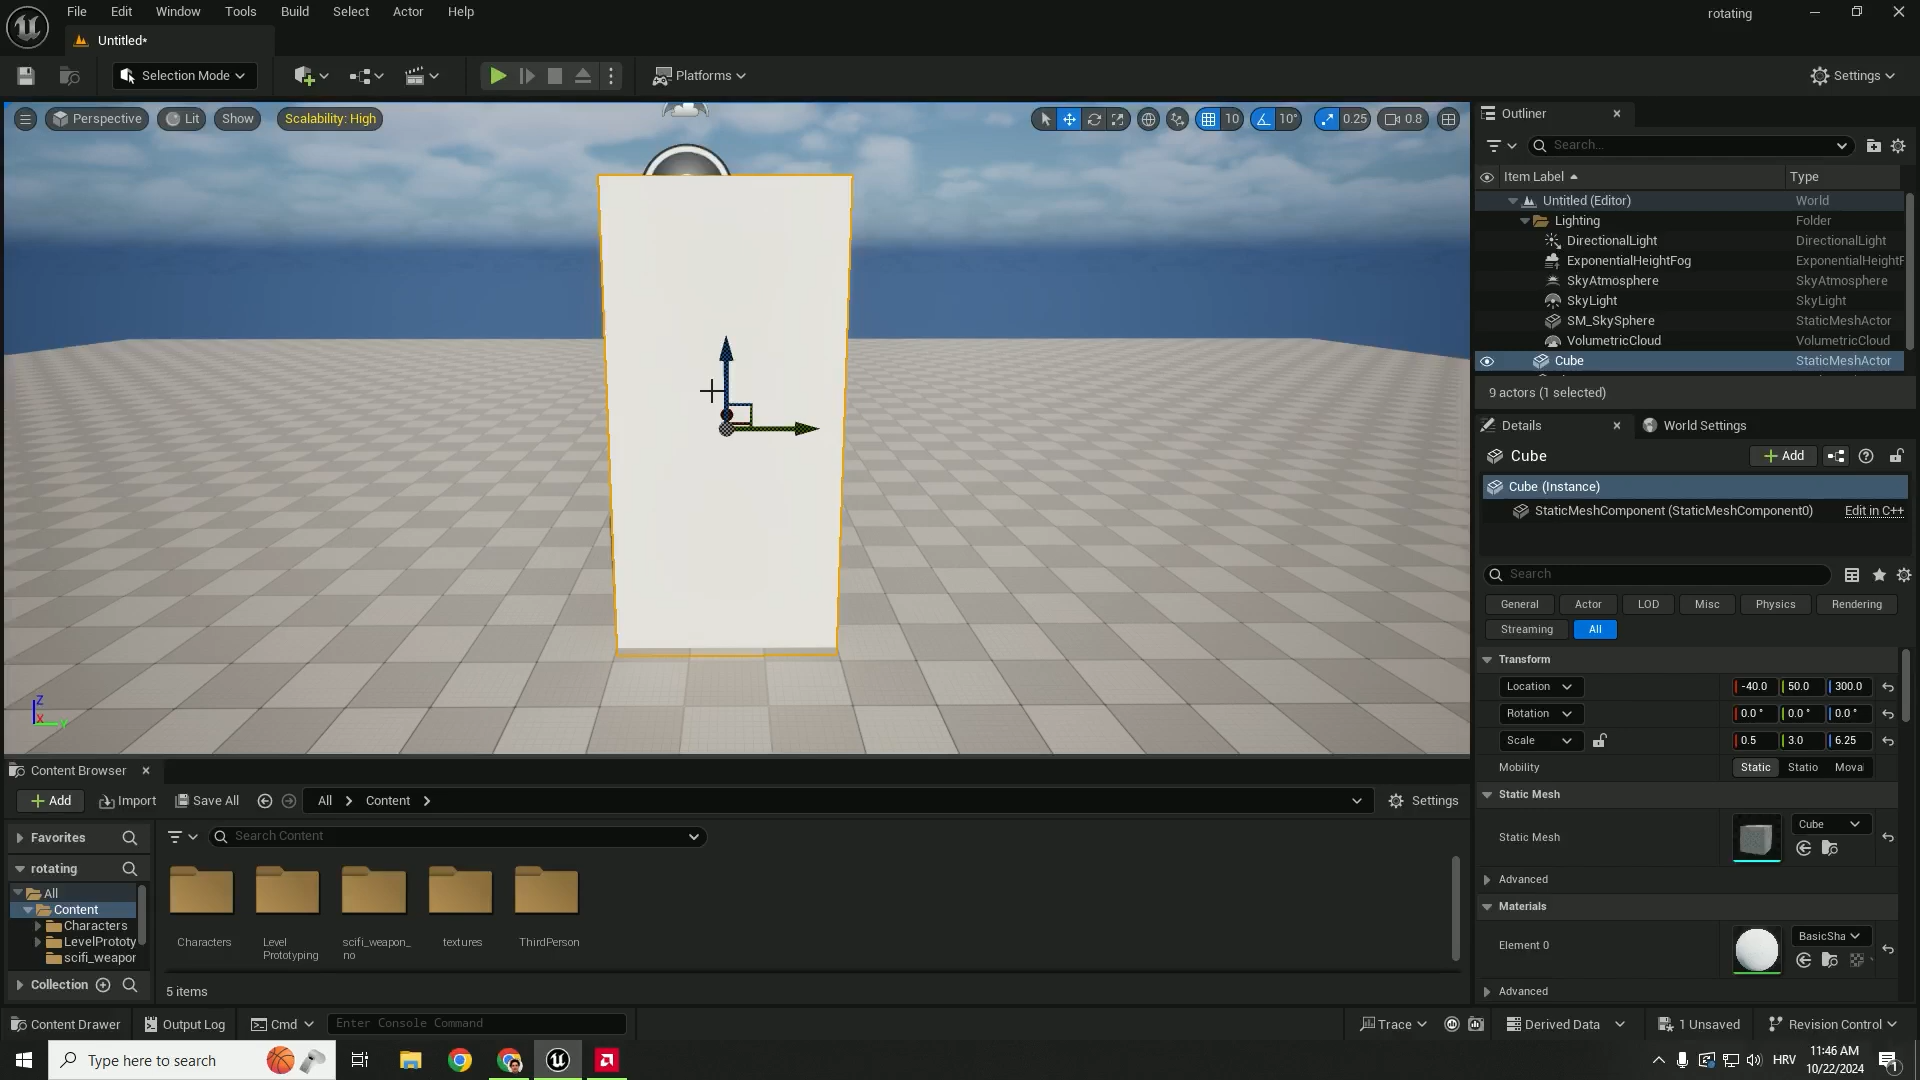 File Edit Window Tools Build Select Actor Help
rotating
Untitled*
Selection Mode
Platforms
Settings
Perspective Lit Show Scalability: High
10 10° 0.25 0.8
Outliner
Search...
Item Label Type
Untitled (Editor) World
Lighting Folder
DirectionalLight DirectionalLight
ExponentialHeightFog ExponentialHeightF
SkyAtmosphere SkyAtmosphere
SkyLight SkyLight
SM_SkySphere StaticMeshActor
VolumetricCloud VolumetricCloud
Cube StaticMeshActor
9 actors (1 selected)
Details World Settings
Cube Add
Cube (Instance)
StaticMeshComponent (StaticMeshComponent0) Edit in C++
Search
General Actor LOD Misc Physics Rendering
Streaming All
Transform
Location -40.0 50.0 300.0
Rotation 0.0 ° 0.0 ° 0.0 °
Scale 0.5 3.0 6.25
Mobility Static Statio Moval
Static Mesh
Static Mesh Cube
Advanced
Materials
Element 0 BasicSha
Advanced
Z
X
Y
Content Browser
Add Import Save All All Content Settings
Favorites
rotating
All
Content
Characters
LevelPrototy
scifi_weapon
Collection
Search Content
Characters
Level
Prototyping
scifi_weapon_
no
textures
ThirdPerson
5 items
Content Drawer Output Log Cmd Enter Console Command
Trace Derived Data 1 Unsaved Revision Control
Type here to search
HRV
11:46 AM
10/22/2024
1